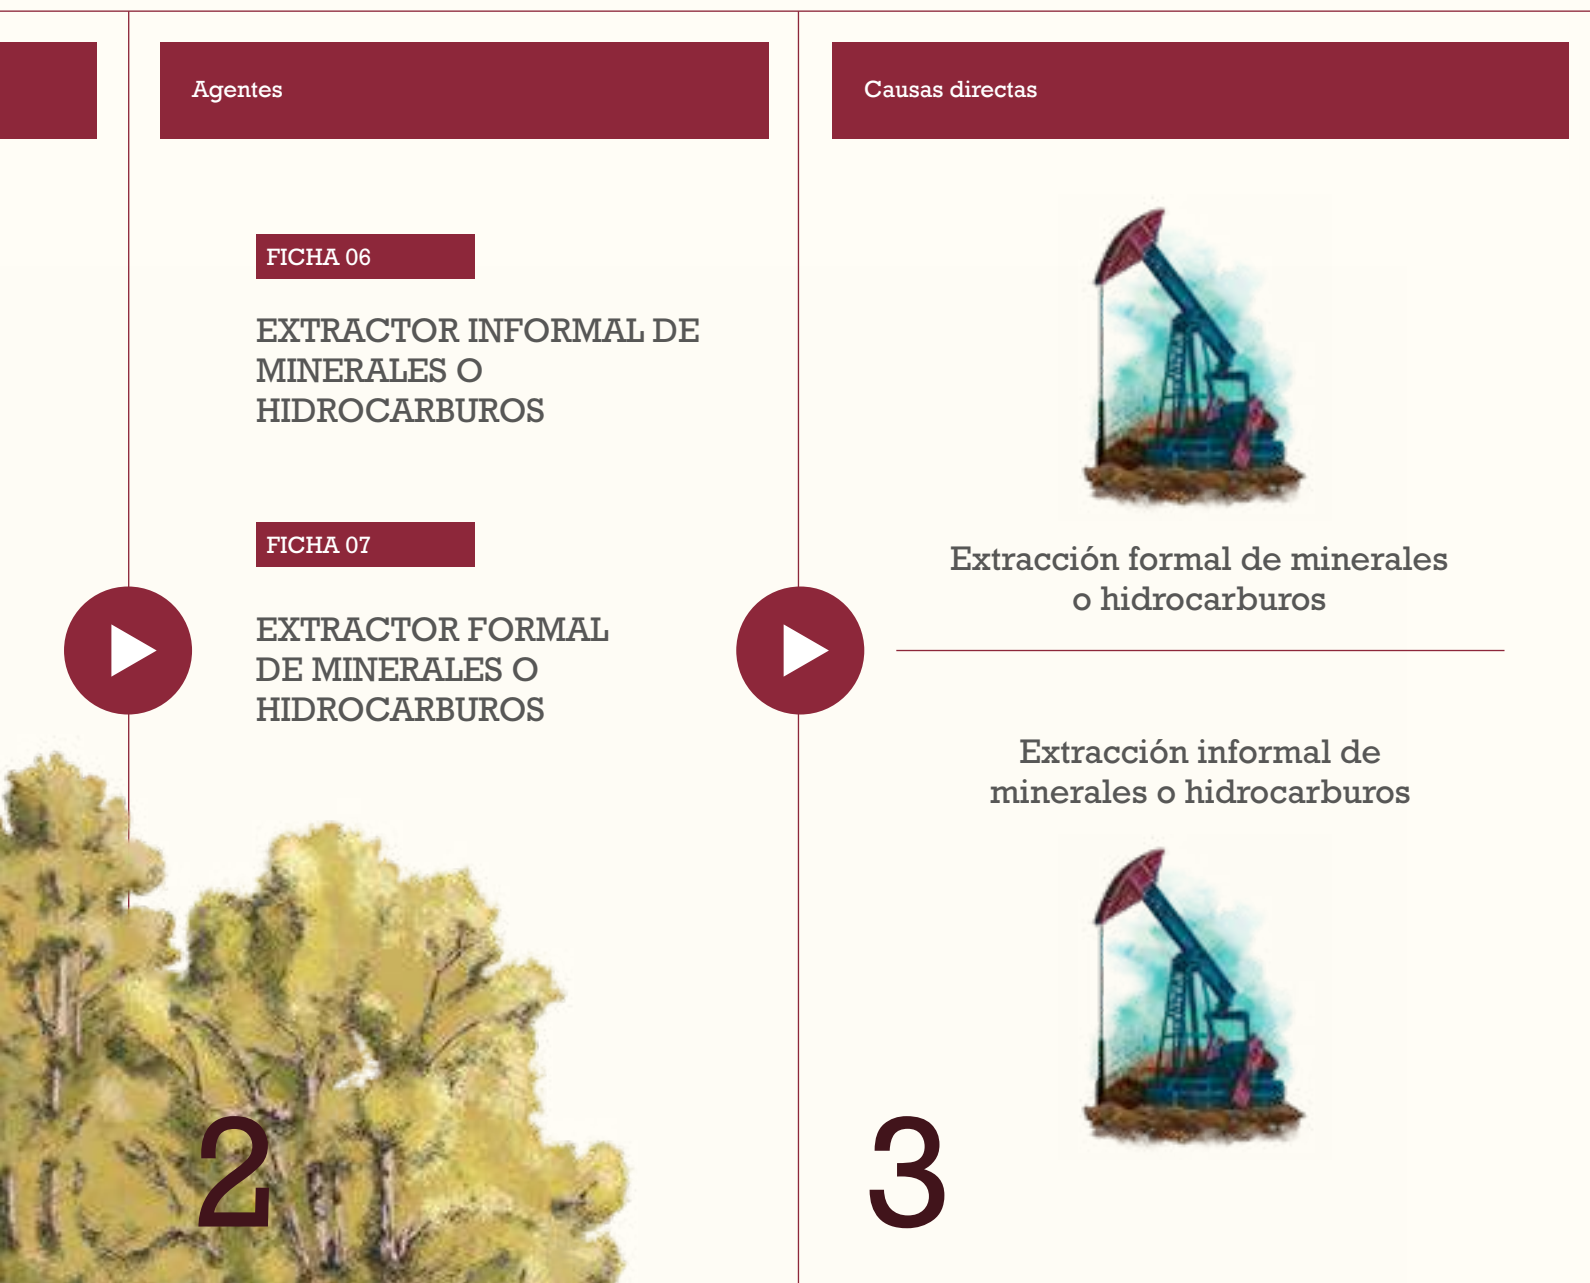 Agentes
FICHA 06
EXTRACTOR INFORMAL DE
MINERALES O
HIDROCARBUROS
FICHA 07
EXTRACTOR FORMAL
DE MINERALES O
HIDROCARBUROS
2
Causas directas
Extracción formal de minerales
o hidrocarburos
Extracción informal de
minerales o hidrocarburos
3